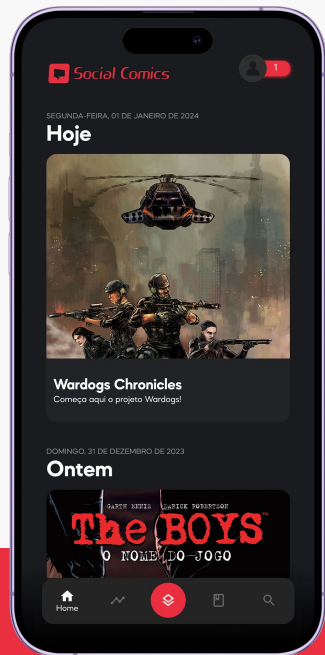 Social Comics
1
SEGUNDA-FEIRA, 01 DE JANEIRO DE 2024
Hoje
Wardogs Chronicles
Começa aqui o projeto Wardogs!
DOMINGO, 31 DE DEZEMBRO DE 2023
Ontem
GARTH ENNIS DARICK ROBERTSON
The BOYS
O NOME DO JOGO
Home